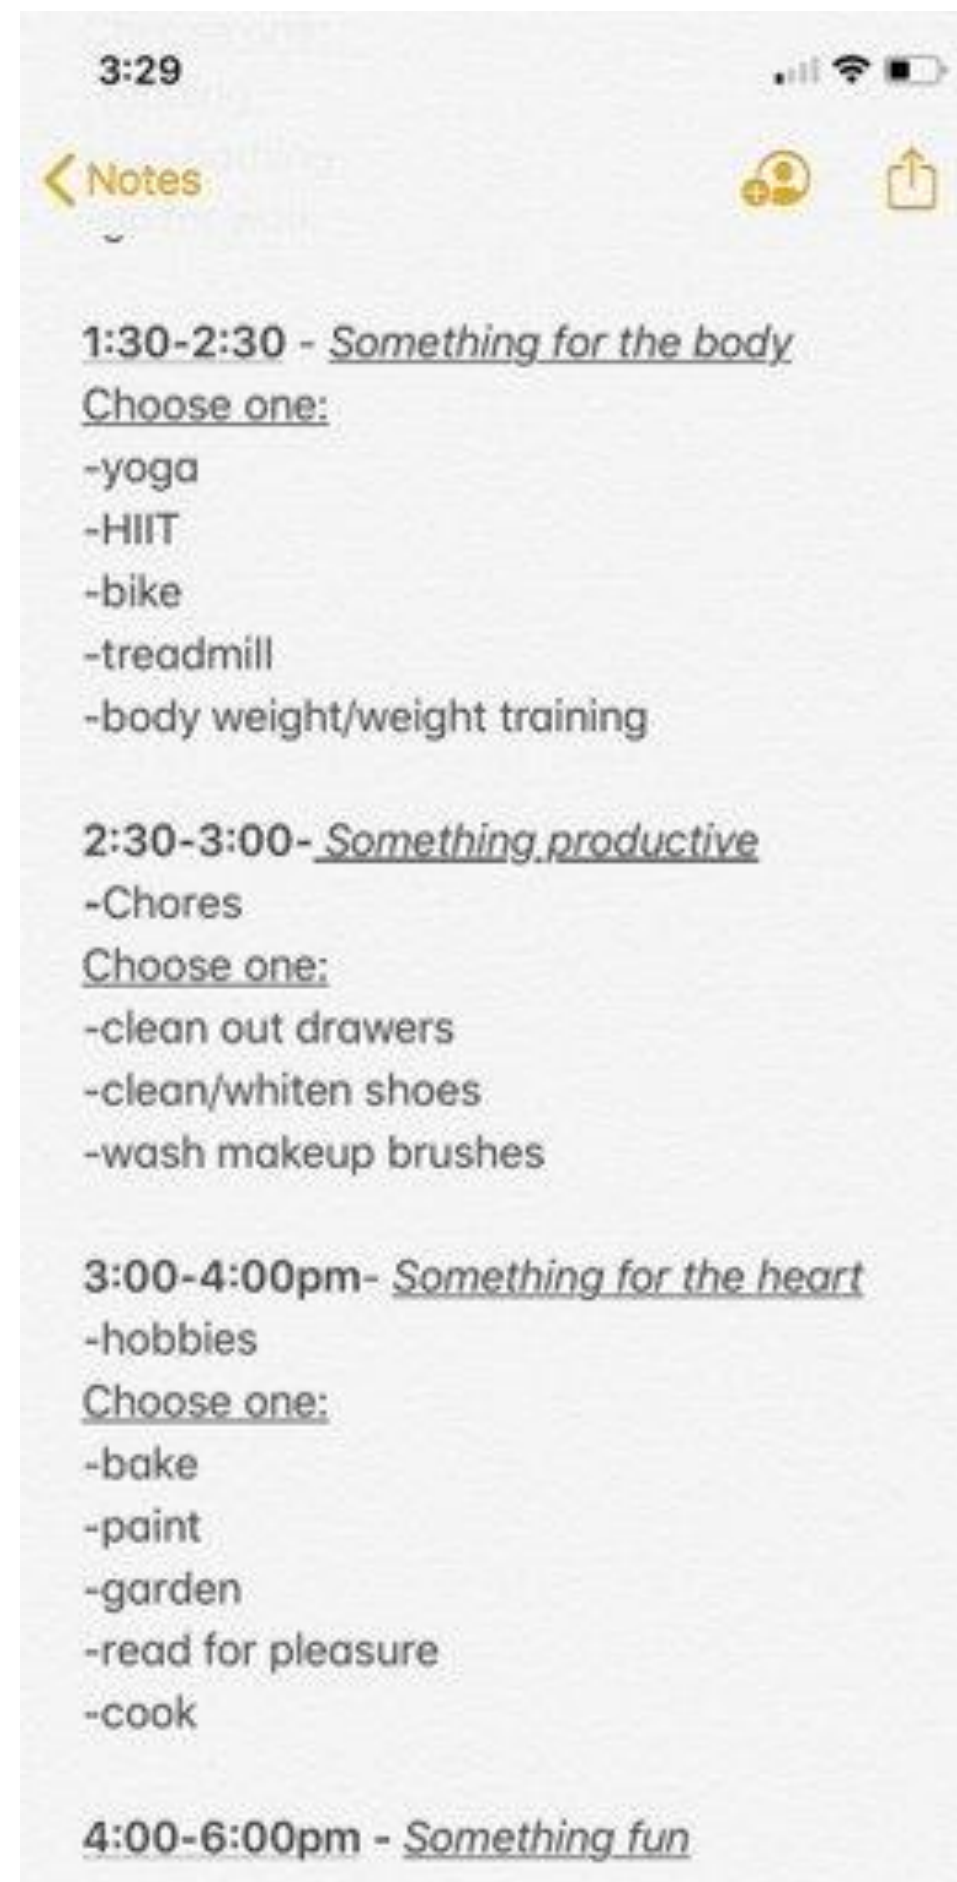 3:29
Notes
1:30-2:30 - Something for the body
Choose one:
-yoga
-HIIT
-bike
-treadmill
-body weight/weight training
2:30-3:00- Something productive
-Chores
Choose one:
-clean out drawers
-clean/whiten shoes
-wash makeup brushes
3:00-4:00pm- Something for the heart
-hobbies
Choose one:
-bake
-paint
-garden
-read for pleasure
-cook
4:00-6:00pm - Something fun